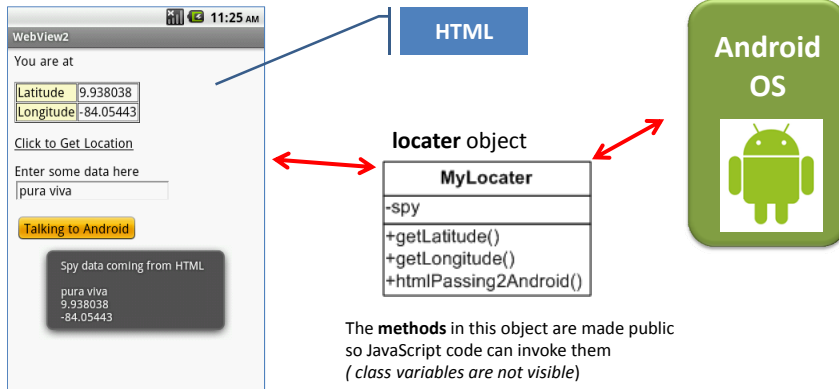 11:25 AM
WebView2
You are at
Latitude 9.938038
Longitude -84.05443
Click to Get Location
Enter some data here
pura viva
Talking to Android
Spy data coming from HTML
pura viva
9.938038
-84.05443
HTML
locater object
MyLocater
-spy
+getLatitude()
+getLongitude()
+htmlPassing2Android()
The methods in this object are made public
so JavaScript code can invoke them
( class variables are not visible)
Android
OS